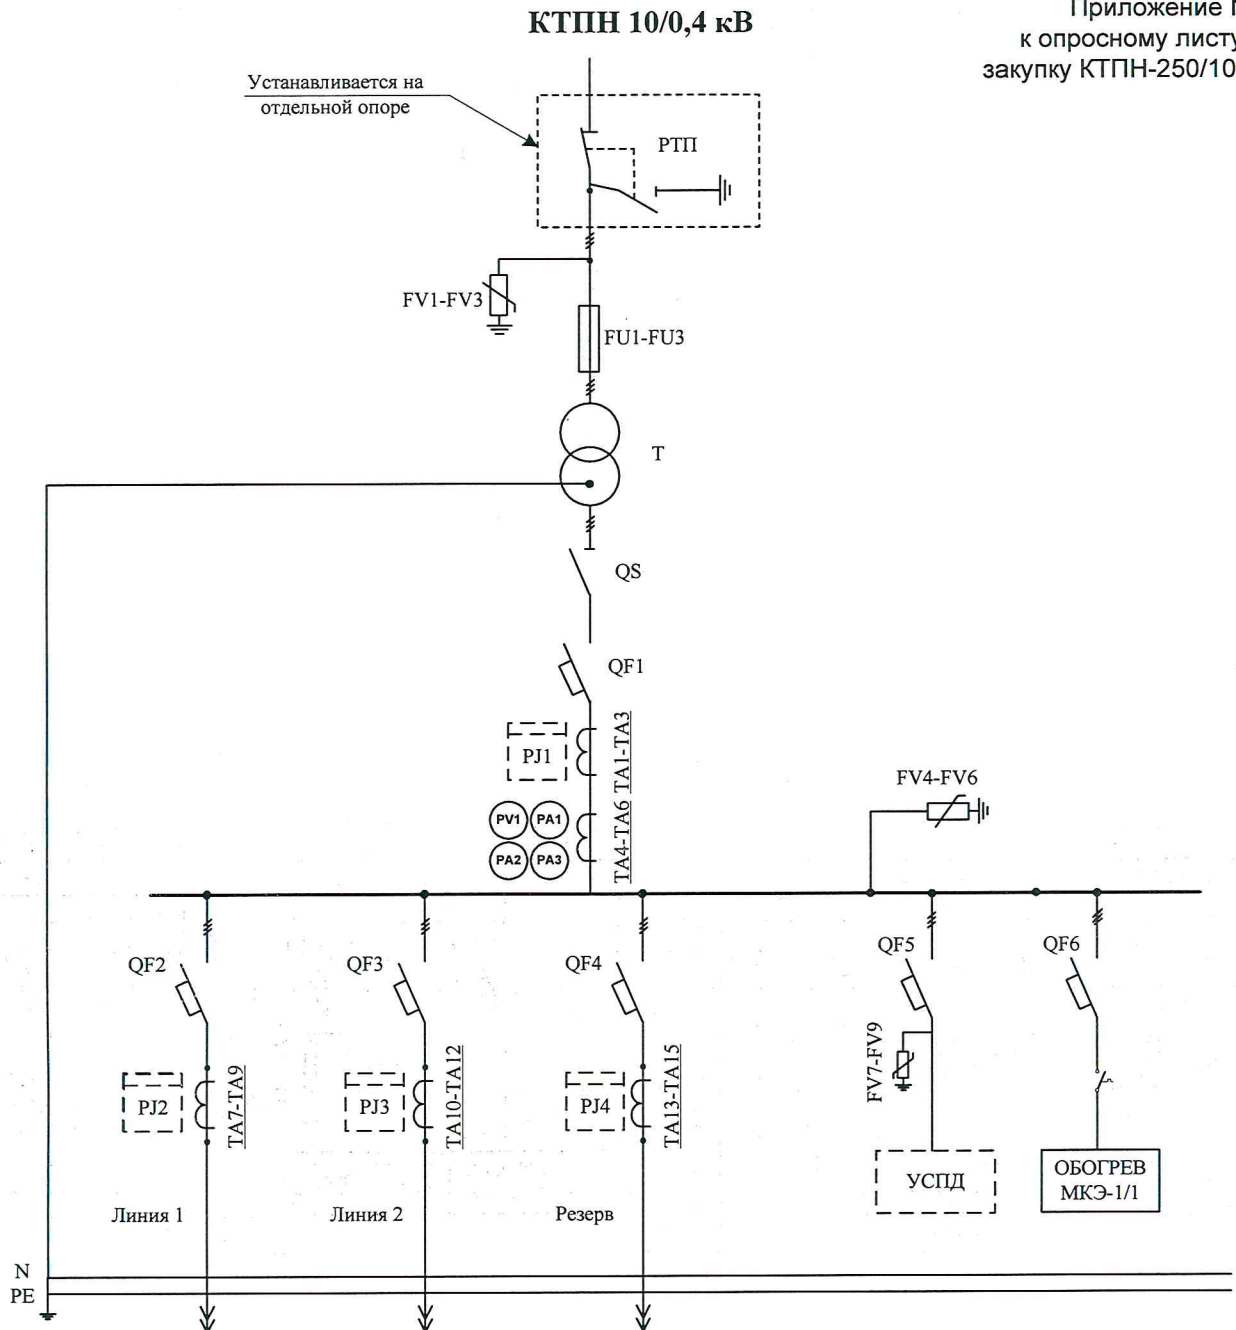 КТПН 10/0,4 кВ
Приложение
к опросному листу
закупку КТПН-250/10
Устанавливается на
отдельной опоре
РТП
FV1-FV3
FU1-FU3
Т
QS
QF1
PJ1
TA1-TA3
PV1
PA1
PA2
PA3
TA4-TA6
FV4-FV6
QF2
QF3
QF4
QF5
QF6
PJ2
TA7-TA9
PJ3
TA10-TA12
PJ4
TA13-TA15
FV7-FV9
УСПД
ОБОГРЕВ
МКЭ-1/1
Линия 1
Линия 2
Резерв
N
PE